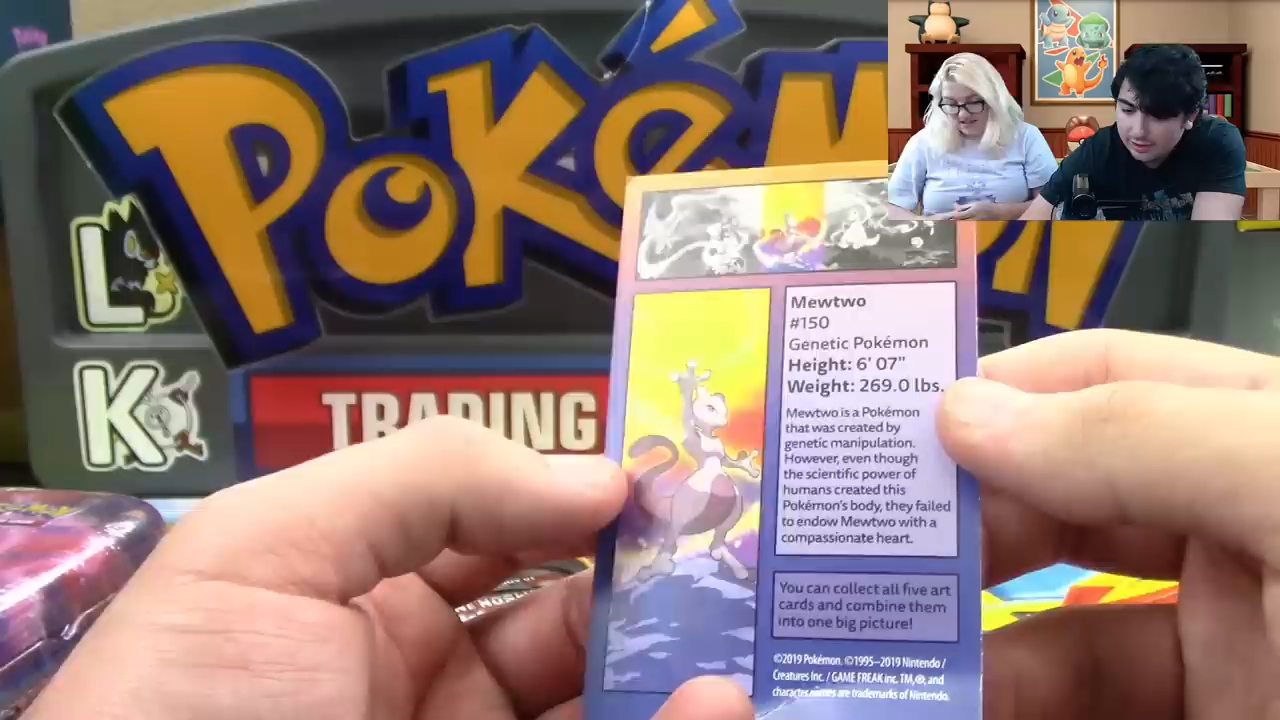 POKÉMON
L
K
TRADING
Mewtwo
#150
Genetic Pokémon
Height: 6' 07"
Weight: 269.0 lbs.
Mewtwo is a Pokémon
that was created by
genetic manipulation.
However, even though
the scientific power of
humans created this
Pokémon's body, they failed
to endow Mewtwo with a
compassionate heart.
You can collect all five art
cards and combine them
into one big picture!
©2019 Pokémon. ©1995–2019 Nintendo /
Creatures Inc. / GAME FREAK inc. TM, ®, and
character names are trademarks of Nintendo.